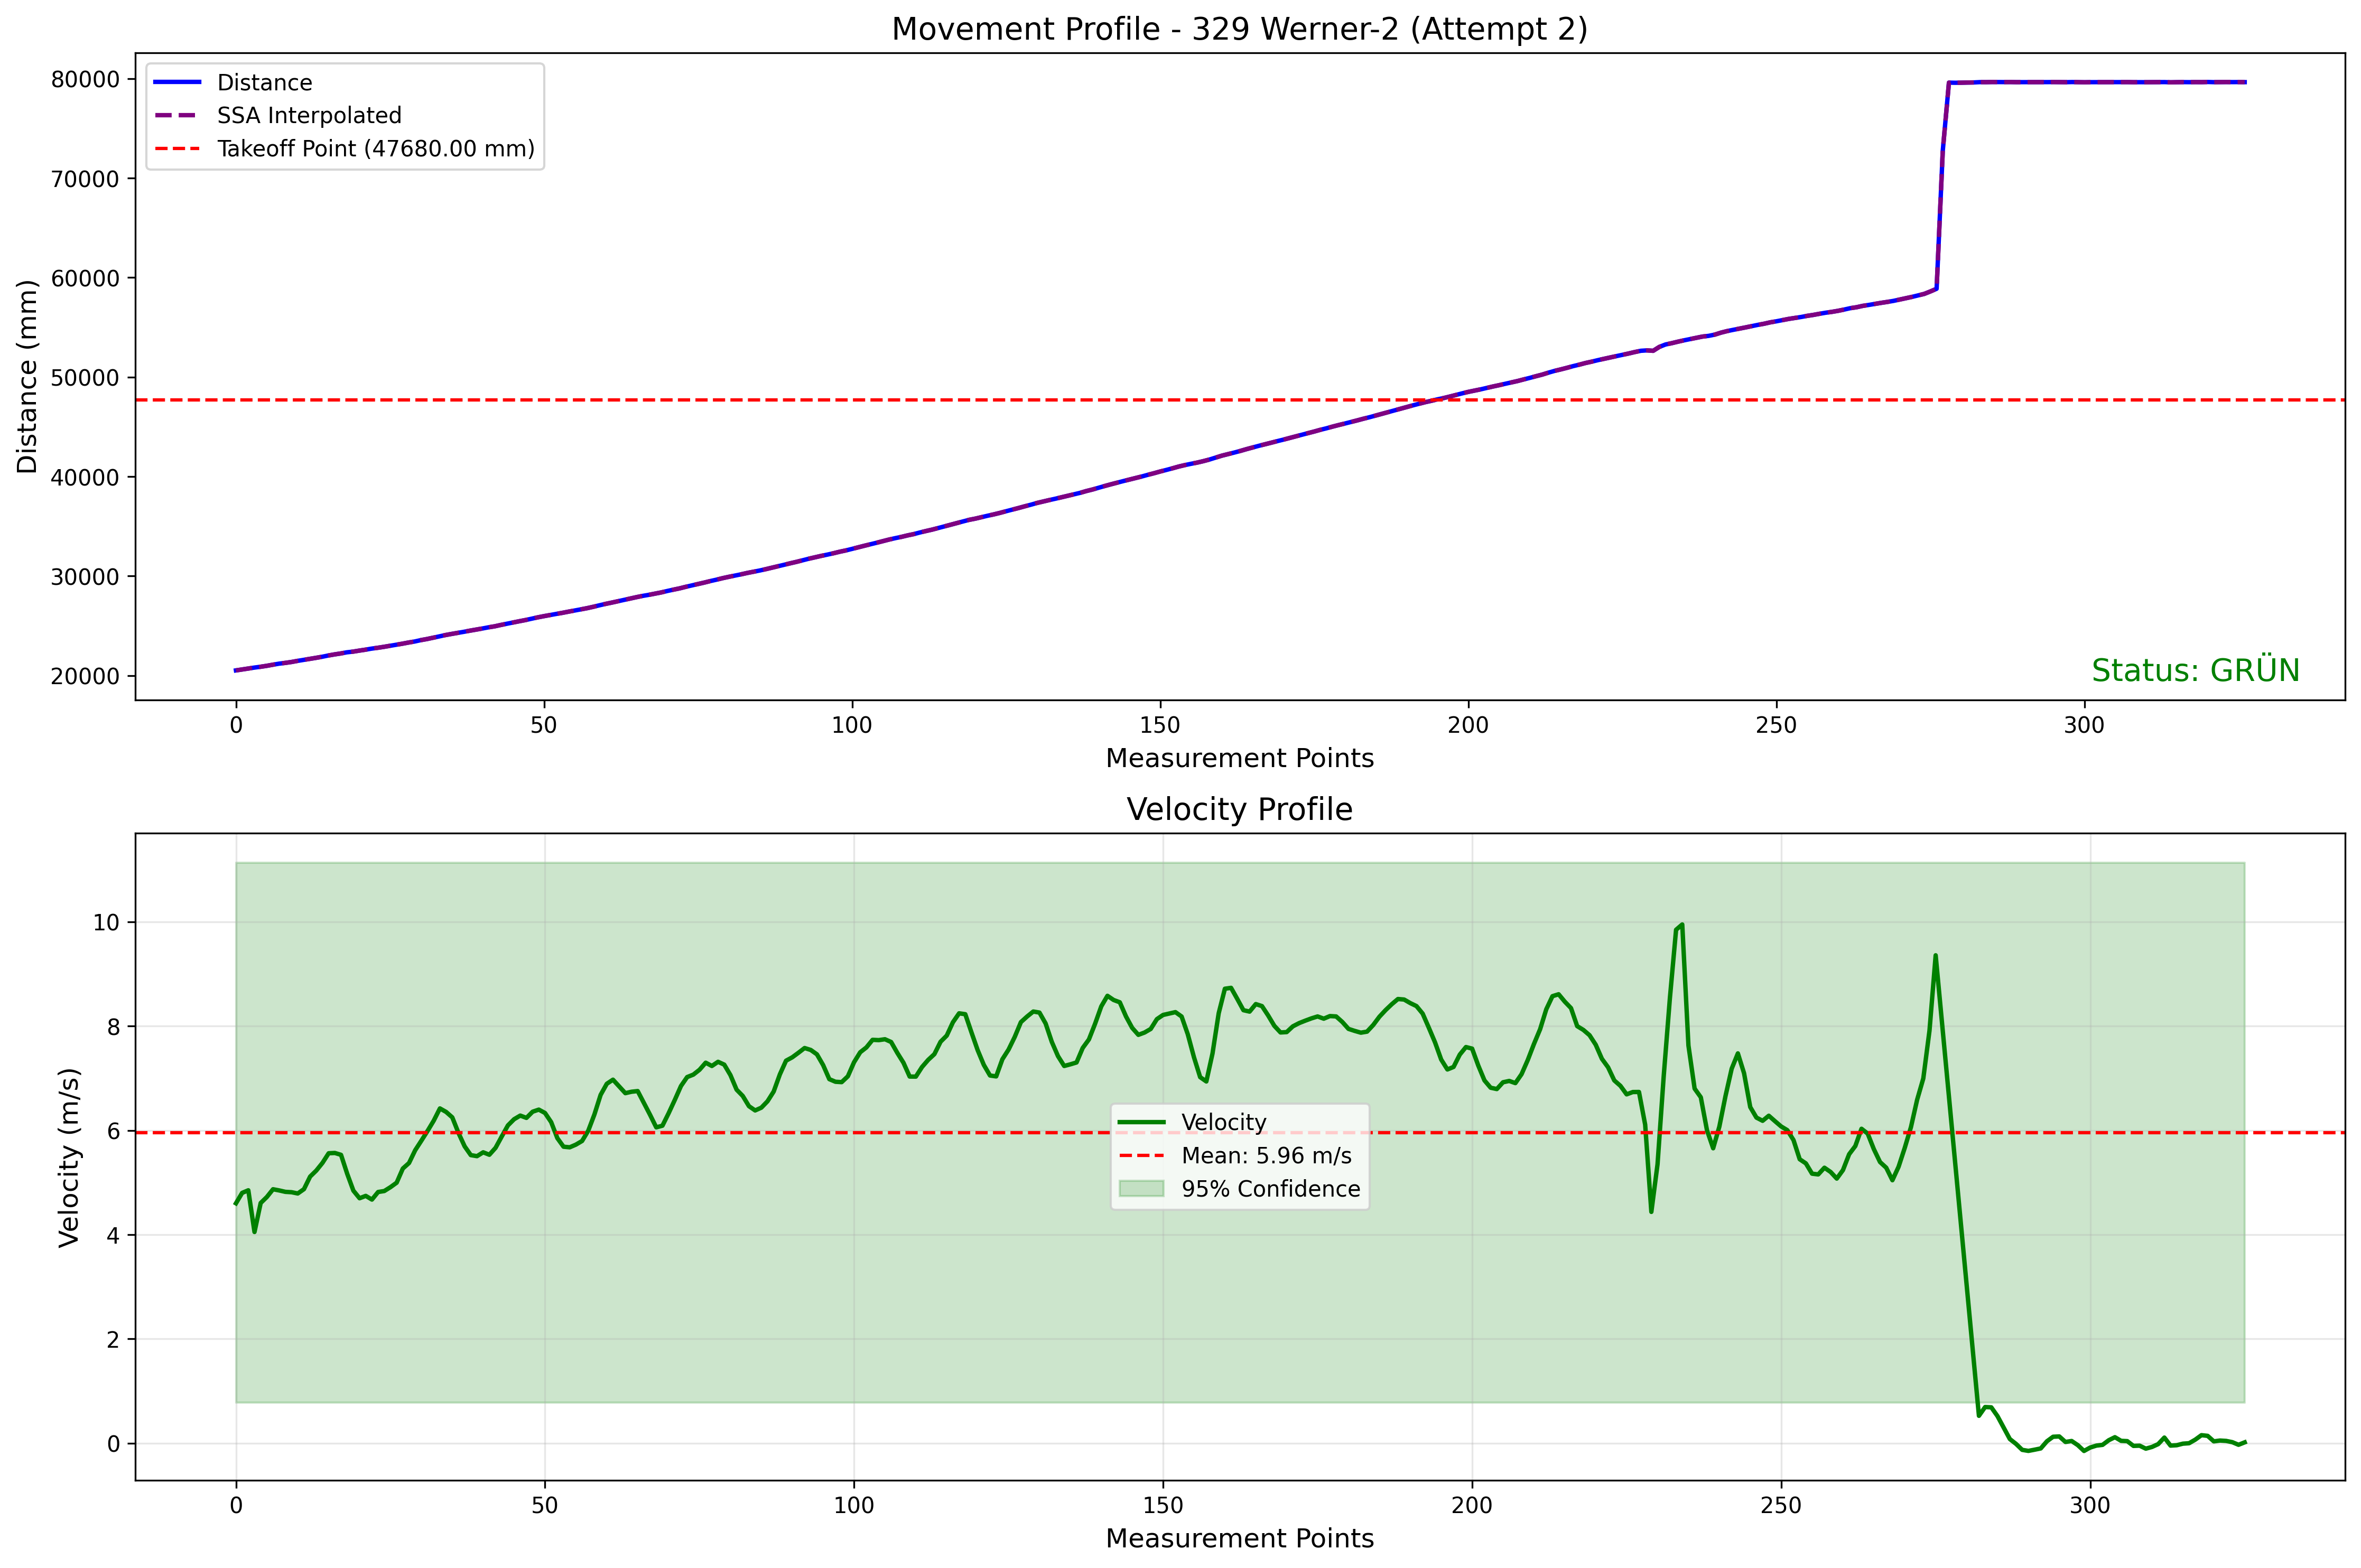 Movement Profile - 329 Werner-2 (Attempt 2)
Distance (mm)
80000
70000
60000
50000
40000
30000
20000
Distance
SSA Interpolated
Takeoff Point (47680.00 mm)
Status: GRÜN
0 50 100 150 200 250 300
Measurement Points
Velocity Profile
Velocity (m/s)
10
8
6
4
2
0
Velocity
Mean: 5.96 m/s
95% Confidence
0 50 100 150 200 250 300
Measurement Points